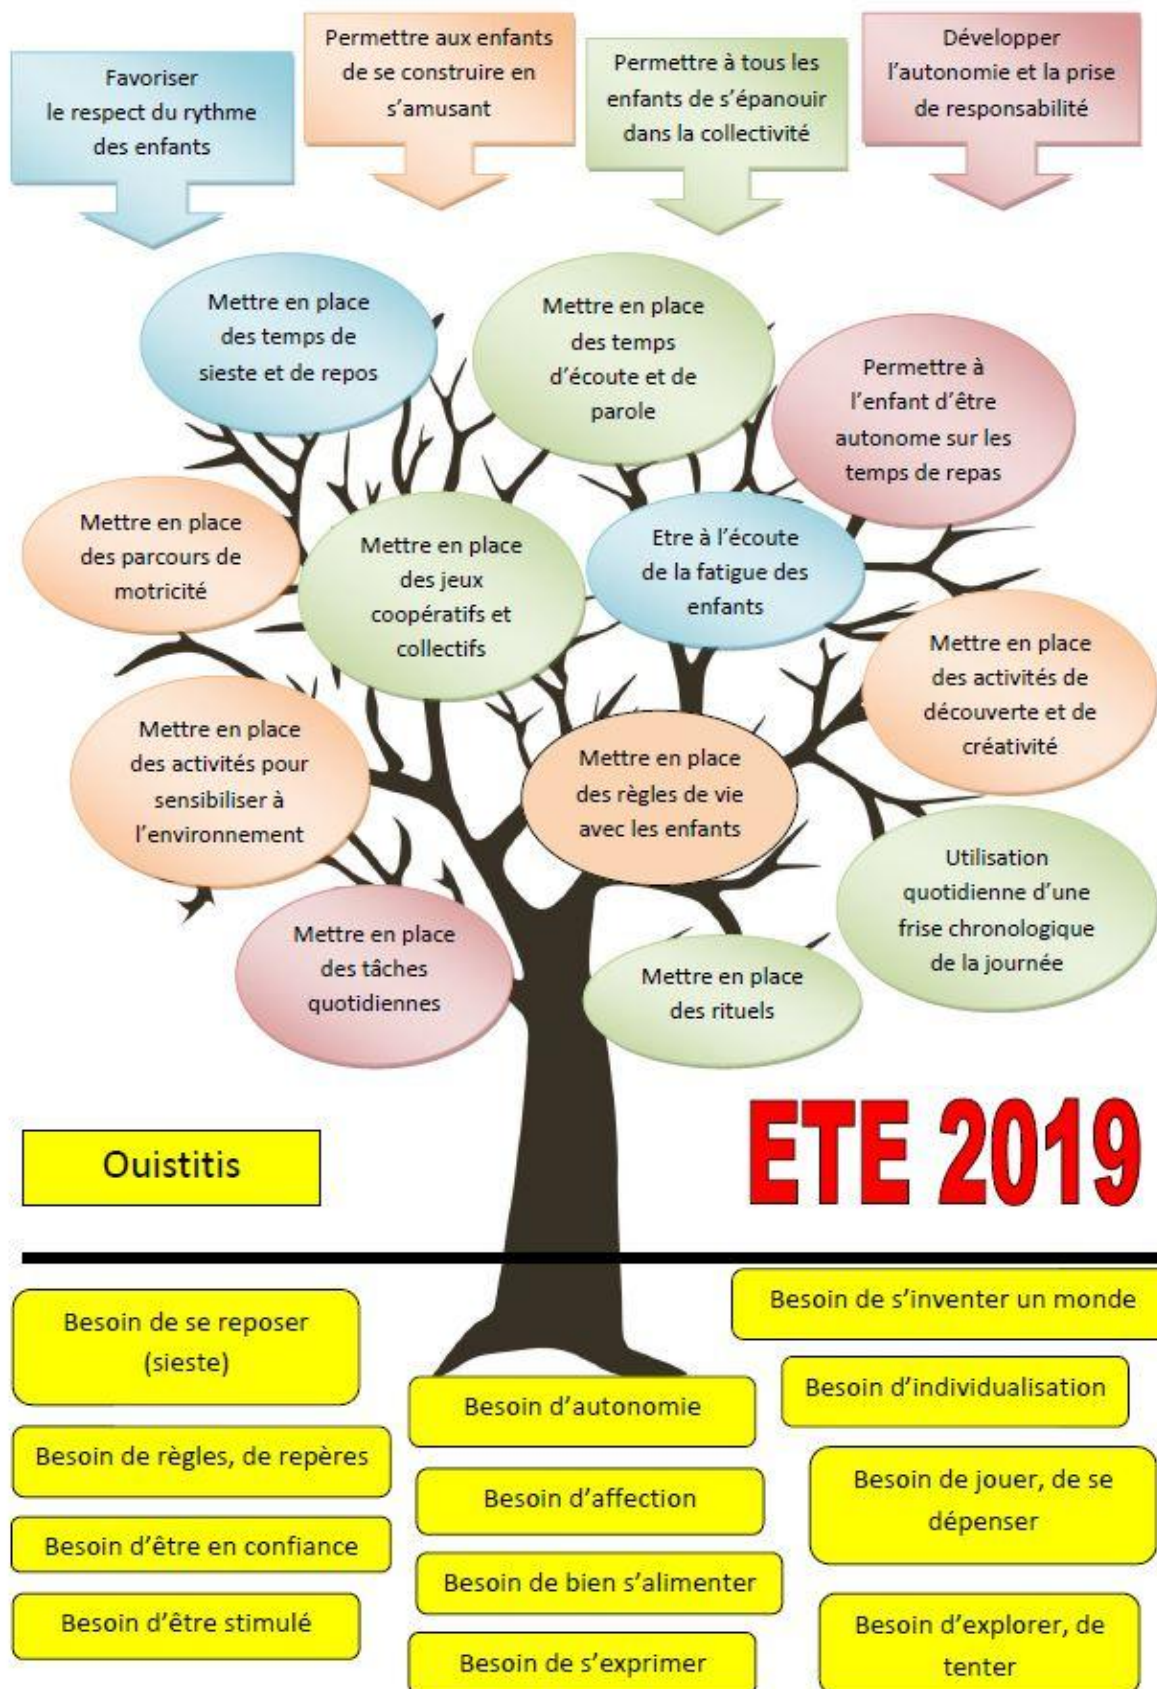 Favoriser
le respect du rythme
des enfants
Permettre aux enfants
de se construire en
s’amusant
Permettre à tous les
enfants de s’épanouir
dans la collectivité
Développer
l’autonomie et la prise
de responsabilité
Mettre en place
des temps de
sieste et de repos
Mettre en place
des temps
d’écoute et de
parole
Permettre à
l’enfant d’être
autonome sur les
temps de repas
Mettre en place
des parcours de
motricité
Mettre en place
des jeux
coopératifs et
collectifs
Etre à l’écoute
de la fatigue des
enfants
Mettre en place
des activités de
découverte et de
créativité
Mettre en place
des activités pour
sensibiliser à
l’environnement
Mettre en place
des règles de vie
avec les enfants
Utilisation
quotidienne d’une
frise chronologique
de la journée
Mettre en place
des tâches
quotidiennes
Mettre en place
des rituels
Ouistitis
ETE 2019
Besoin de se reposer
(sieste)
Besoin de règles, de repères
Besoin d’être en confiance
Besoin d’être stimulé
Besoin d’autonomie
Besoin d’affection
Besoin de bien s’alimenter
Besoin de s’exprimer
Besoin de s’inventer un monde
Besoin d’individualisation
Besoin de jouer, de se
dépenser
Besoin d’explorer, de
tenter